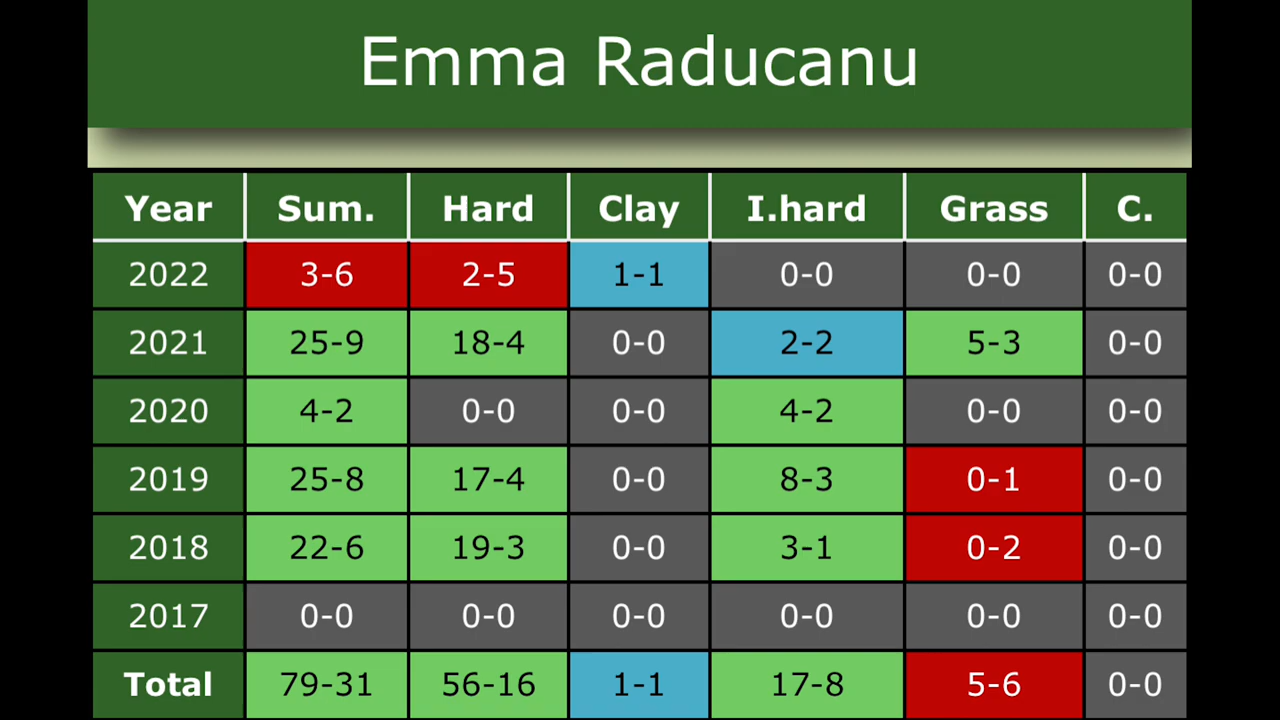 Emma Raducanu
Year Sum. Hard Clay I.hard Grass C.
2022 3-6 2-5 1-1 0-0 0-0 0-0
2021 25-9 18-4 0-0 2-2 5-3 0-0
2020 4-2 0-0 0-0 4-2 0-0 0-0
2019 25-8 17-4 0-0 8-3 0-1 0-0
2018 22-6 19-3 0-0 3-1 0-2 0-0
2017 0-0 0-0 0-0 0-0 0-0 0-0
Total 79-31 56-16 1-1 17-8 5-6 0-0